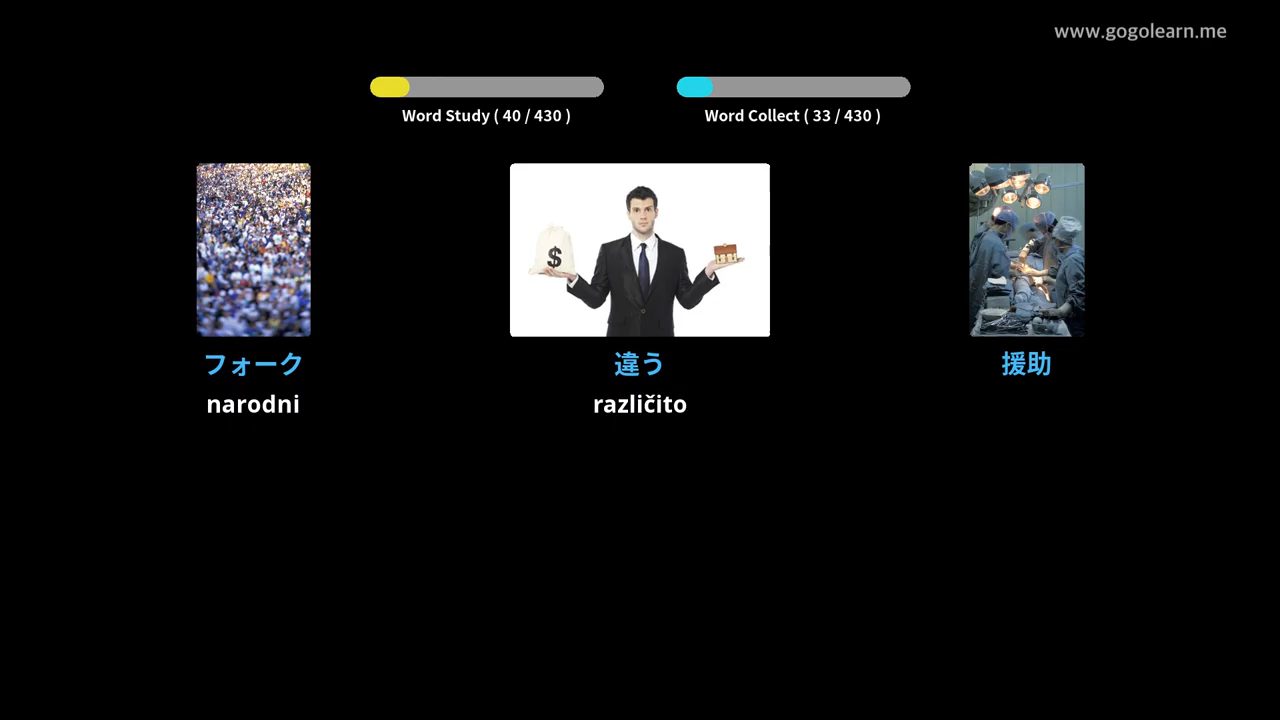 www.gogolearn.me
Word Study ( 40 / 430 )
Word Collect ( 33 / 430 )
$
フォーク
違う
援助
narodni
različito